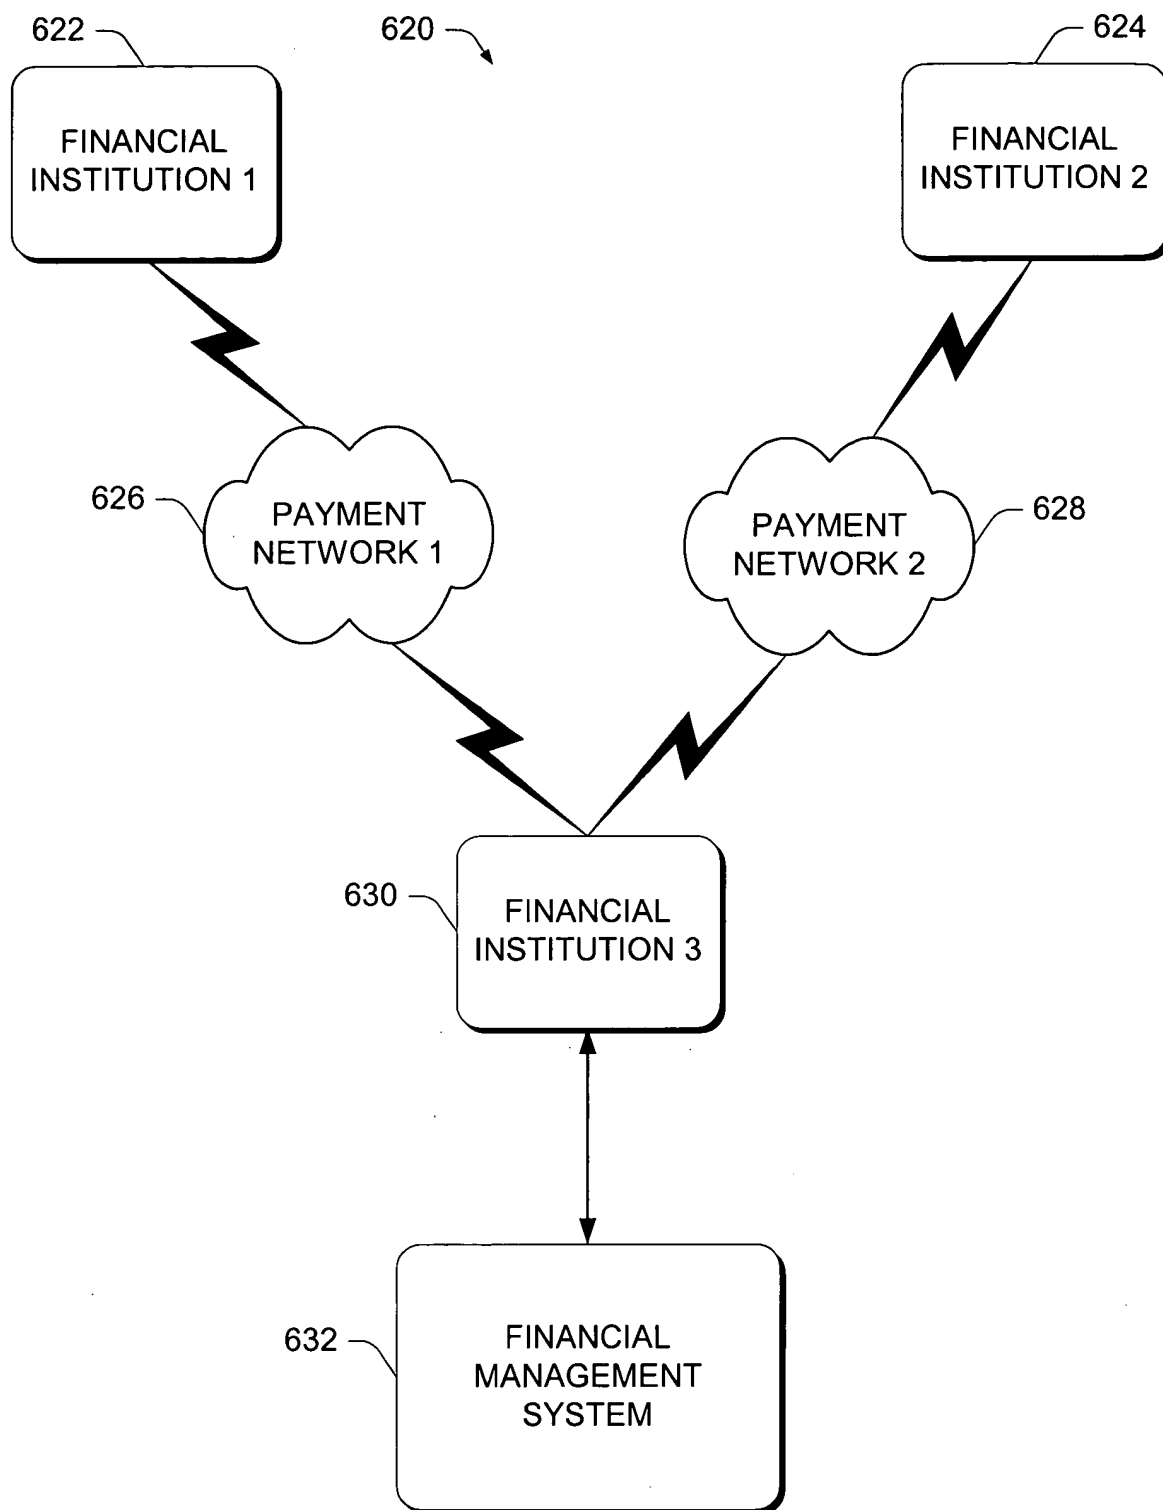 622
620
624
FINANCIAL
INSTITUTION 1
FINANCIAL
INSTITUTION 2
626
PAYMENT
NETWORK 1
PAYMENT
NETWORK 2
628
630
FINANCIAL
INSTITUTION 3
632
FINANCIAL
MANAGEMENT
SYSTEM